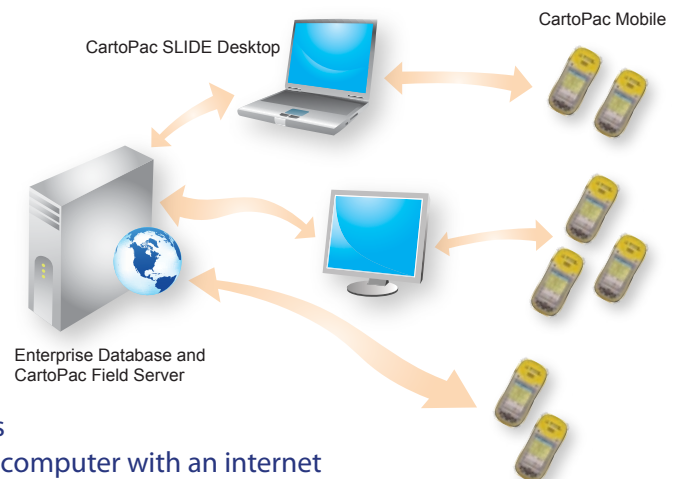 CartoPac Mobile
CartoPac SLIDE Desktop
Enterprise Database and
CartoPac Field Server
s
computer with an internet